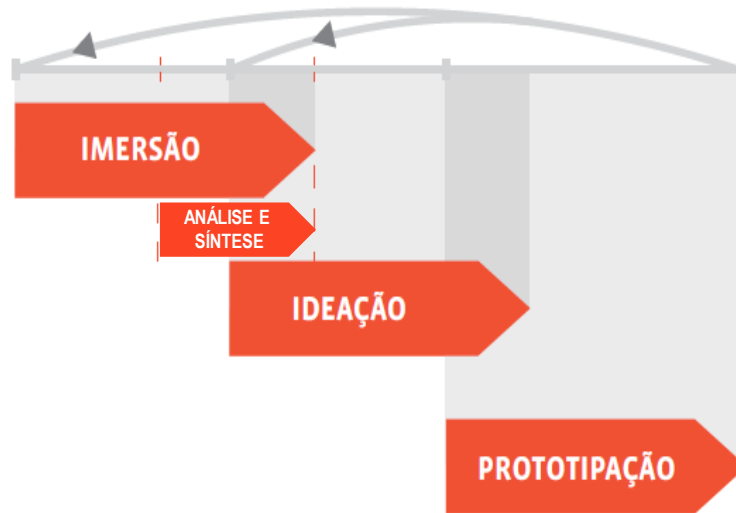 IMERSÃO
ANÁLISE E
SÍNTESE
IDEAÇÃO
PROTOTIPAÇÃO